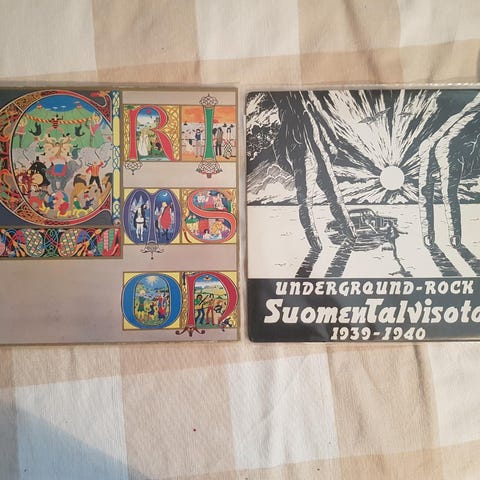 CRI
MS
ON
UNDERGROUND-ROCK
SuomenTalvisota
1939-1940